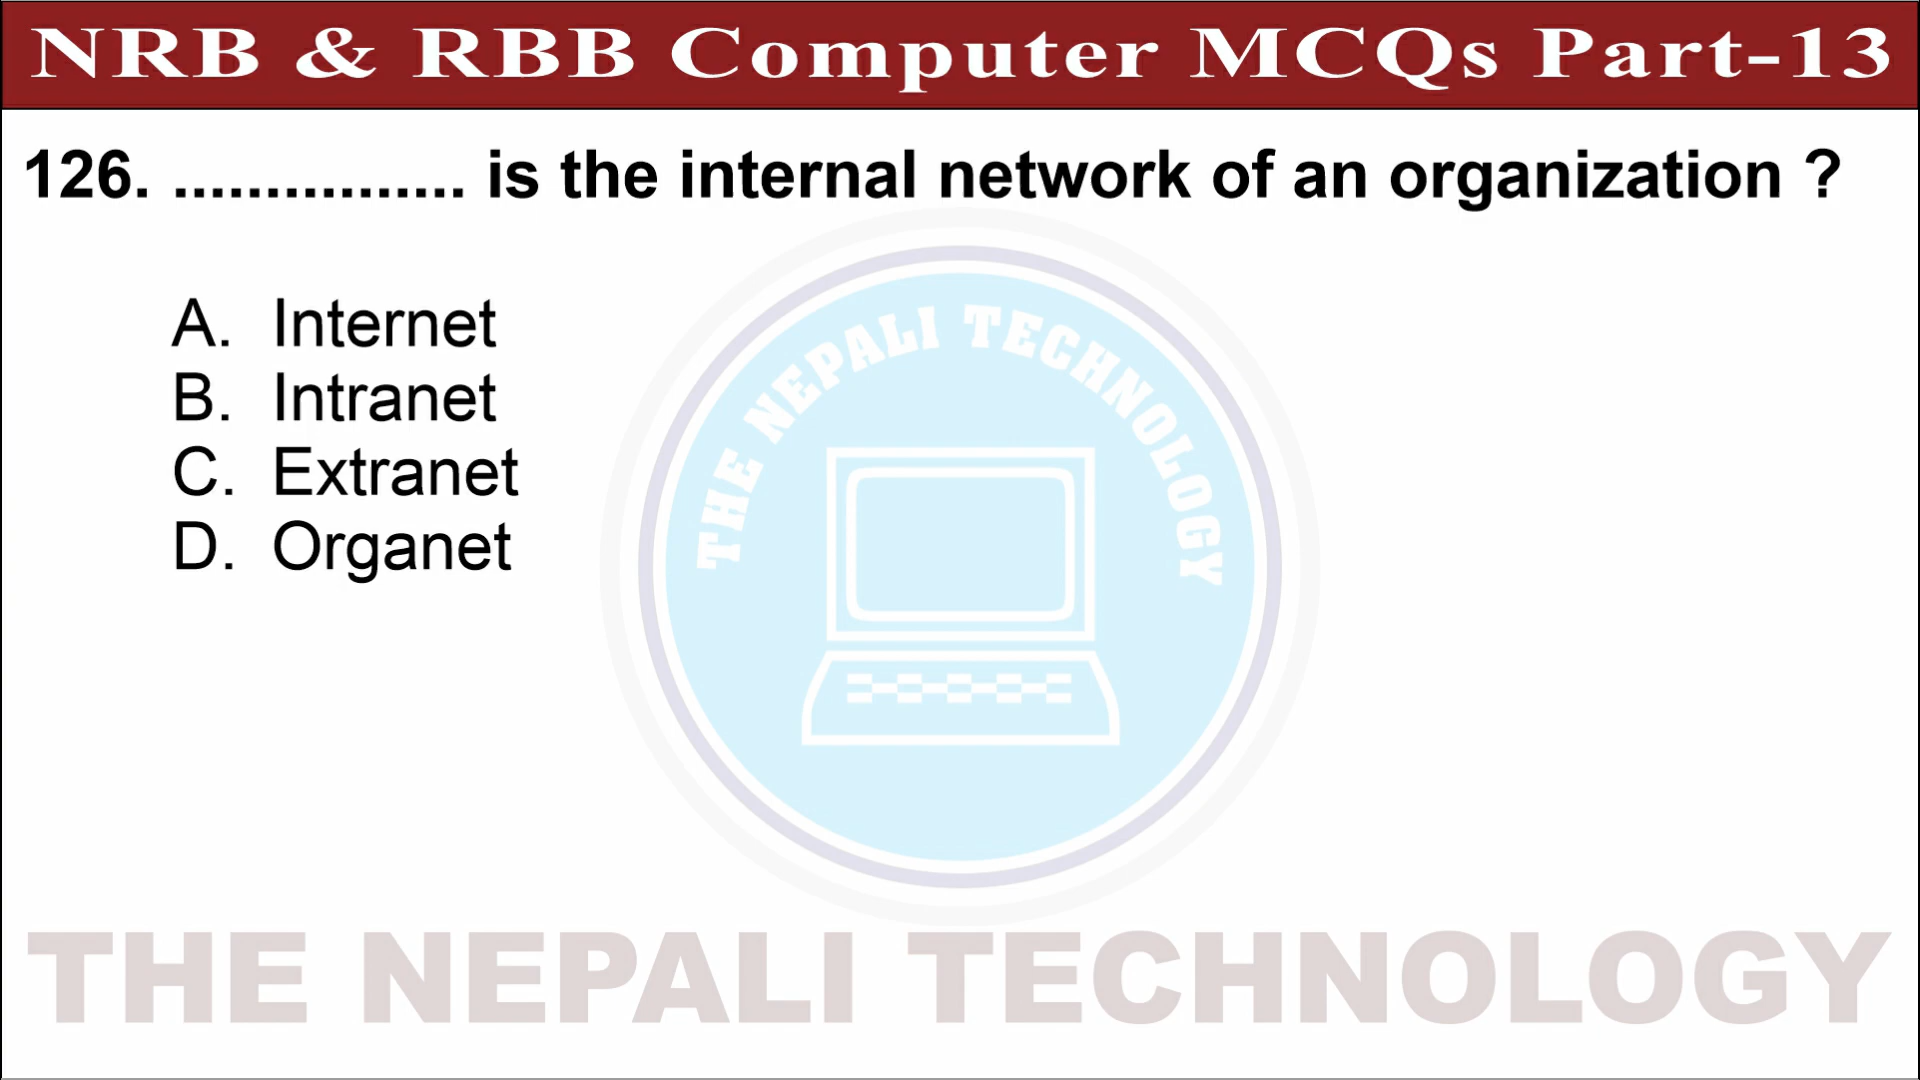 NRB & RBB Computer MCQs Part-13
126. ................ is the internal network of an organization ?
A. Internet
B. Intranet
C. Extranet
D. Organet
THE NEPALI TECHNOLOGY
THE NEPALI TECHNOLOGY